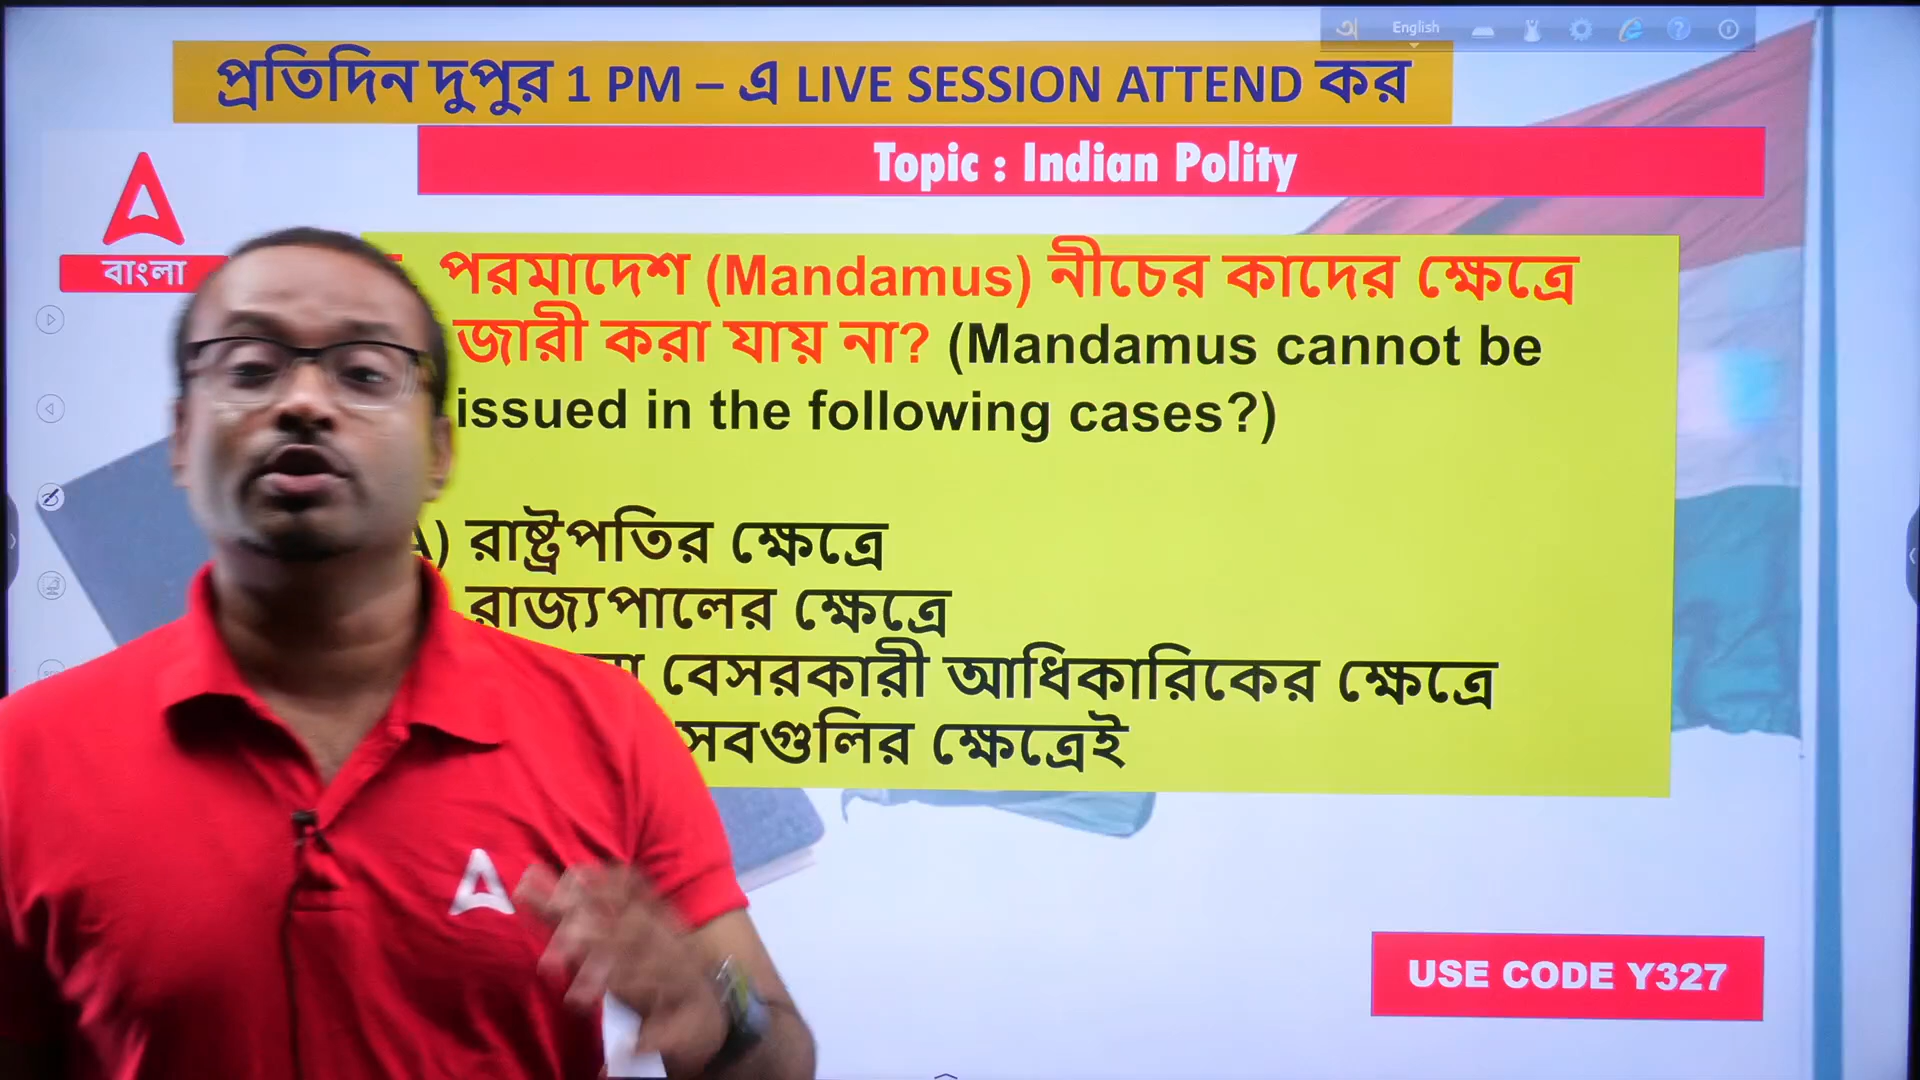 English
প্রতিদিন দুপুর 1 PM – এ LIVE SESSION ATTEND কর
Topic : Indian Polity
বাংলা
পরমাদেশ (Mandamus) নীচের কাদের ক্ষেত্রে
জারী করা যায় না? (Mandamus cannot be
issued in the following cases?)
A) রাষ্ট্রপতির ক্ষেত্রে
রাজ্যপালের ক্ষেত্রে
বেসরকারী আধিকারিকের ক্ষেত্রে
সবগুলির ক্ষেত্রেই
USE CODE Y327